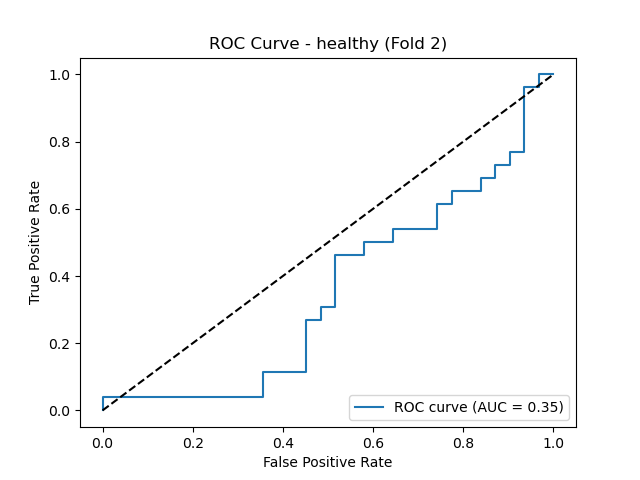 ROC Curve - healthy (Fold 2)
1.0
0.8
0.6
0.4
0.2
0.0
True Positive Rate
ROC curve (AUC = 0.35)
0.0 0.2 0.4 0.6 0.8 1.0
False Positive Rate